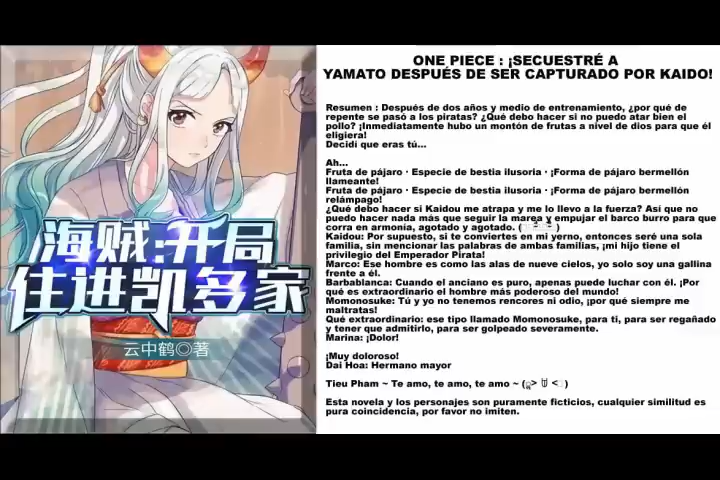 海贼:开局
住进凯多家
云中鹤◎著
ONE PIECE : ¡SECUESTRÉ A
YAMATO DESPUÉS DE SER CAPTURADO POR KAIDO!
Resumen : Después de dos años y medio de entrenamiento, ¿por qué de
repente se pasó a los piratas? ¿Qué debo hacer si no puedo atar bien el
pollo? ¡Inmediatamente hubo un montón de frutas a nivel de dios para que él
eligiera!
Decidí que eras tú...
Ah...
Fruta de pájaro · Especie de bestia ilusoria · ¡Forma de pájaro bermellón
llameante!
Fruta de pájaro · Especie de bestia ilusoria · ¡Forma de pájaro bermellón
relámpago!
¿Qué debo hacer si Kaidou me atrapa y me lo llevo a la fuerza? Así que no
puedo hacer nada más que seguir la marea y empujar el barco burro para que
corra en armonía, agotado y agotado. (
Kaidou: Por supuesto, si te conviertes en mi yerno, entonces seré una sola
familia, sin mencionar las palabras de ambas familias, ¡mi hijo tiene el
privilegio del Emperador Pirata!
Marco: Ese hombre es como las alas de nueve cielos, yo solo soy una gallina
frente a él.
Barbablanca: Cuando el anciano es puro, apenas puede luchar con él. ¡Por
qué es extraordinario el hombre más poderoso del mundo!
Momonosuke: Tú y yo no tenemos rencores ni odio, ¡por qué siempre me
maltratas!
Qué extraordinario: ese tipo llamado Momonosuke, para ti, para ser regañado
y tener que admitirlo, para ser golpeado severamente.
Marina: ¡Dolor!
¡Muy doloroso!
Dai Hoa: Hermano mayor
Tieu Pham ~ Te amo, te amo, te amo ~
Esta novela y los personajes son puramente ficticios, cualquier similitud es
pura coincidencia, por favor no imiten.